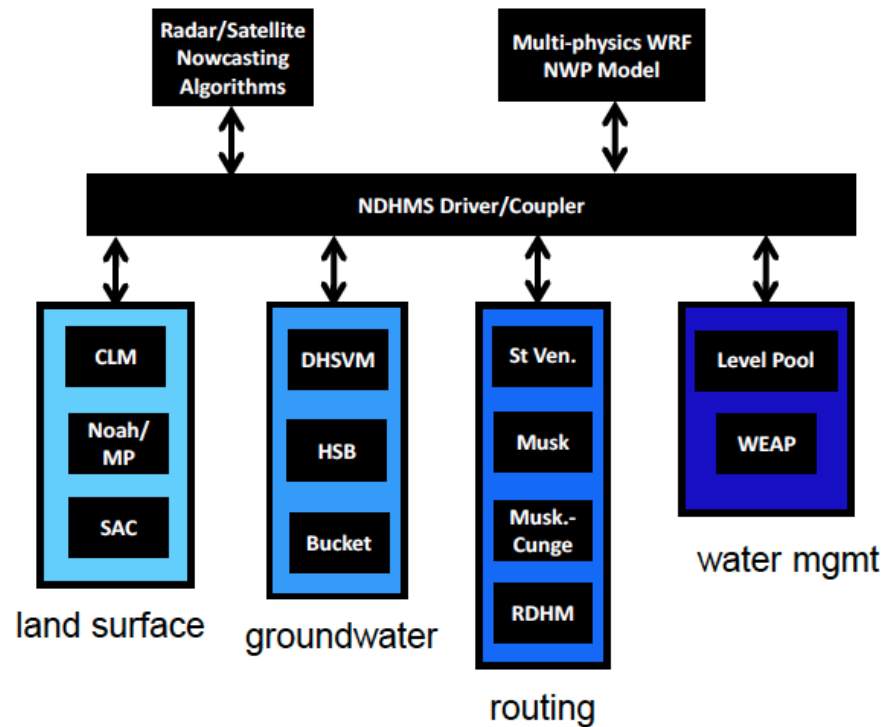 Radar/Satellite
Nowcasting
Algorithms
Multi-physics WRF
NWP Model
NDHMS Driver/Coupler
CLM
Noah/
MP
SAC
land surface
DHSVM
HSB
Bucket
groundwater
St Ven.
Musk
Musk.-
Cunge
RDHM
routing
Level Pool
WEAP
water mgmt